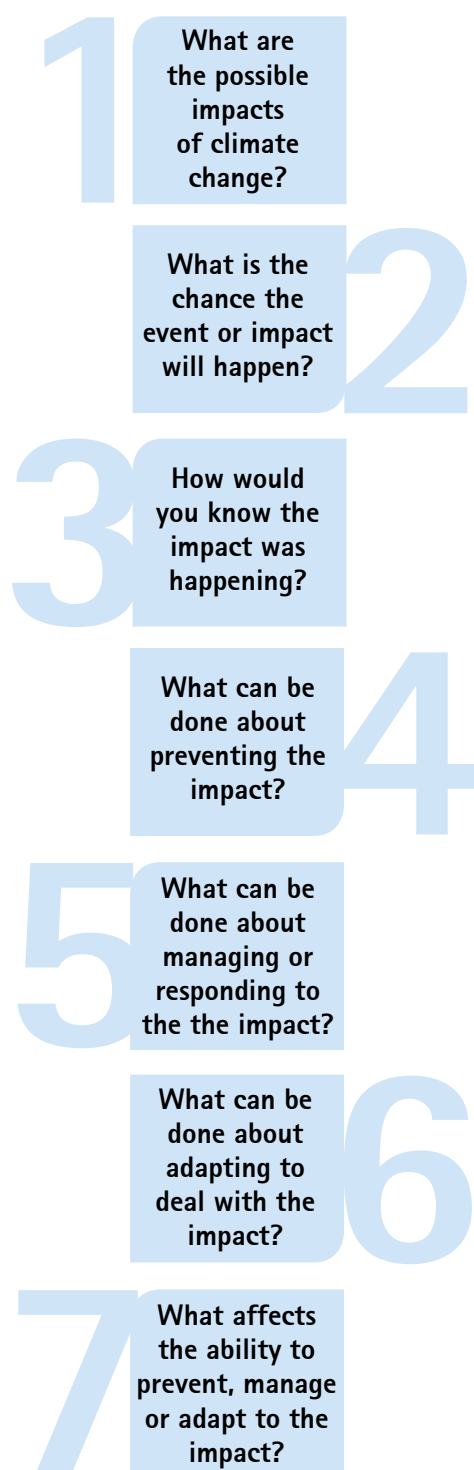 1
What are
the possible
impacts
of climate
change?
2
What is the
chance the
event or impact
will happen?
3
How would
you know the
impact was
happening?
4
What can be
done about
preventing the
impact?
5
What can be
done about
managing or
responding to
the the impact?
6
What can be
done about
adapting to
deal with the
impact?
7
What affects
the ability to
prevent, manage
or adapt to the
impact?